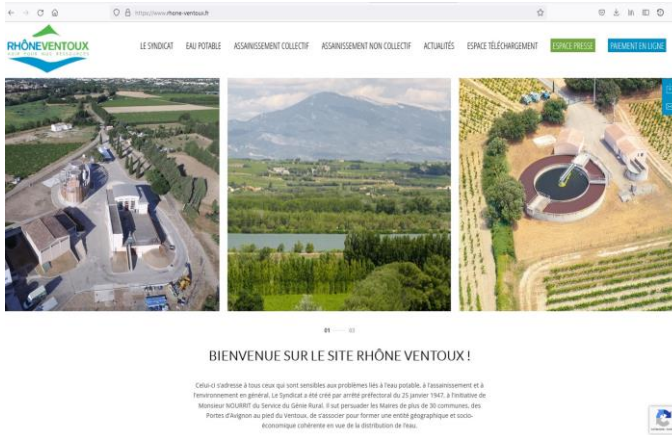 https://www.rhone-ventoux.fr
RHÔNEVENTOUX
AGIR POUR NOS RESSOURCES
LE SYNDICAT EAU POTABLE ASSAINISSEMENT COLLECTIF ASSAINISSEMENT NON COLLECTIF ACTUALITÉS ESPACE TÉLÉCHARGEMENT ESPACE PRESSE PAIEMENT EN LIGNE
01 03
BIENVENUE SUR LE SITE RHÔNE VENTOUX !
Celui-ci s'adresse à tous ceux qui sont sensibles aux problèmes liés à l'eau potable, à l'assainissement et à
l'environnement en général. Le Syndicat a été créé par arrêté préfectoral du 25 janvier 1947, à l'initiative de
Monsieur NOURRIT du Service du Génie Rural. Il sut persuader les Maires de plus de 30 communes, des
Portes d'Avignon au pied du Ventoux, de s'associer pour former une entité géographique et socio-
économique cohérente en vue de la distribution de l'eau.